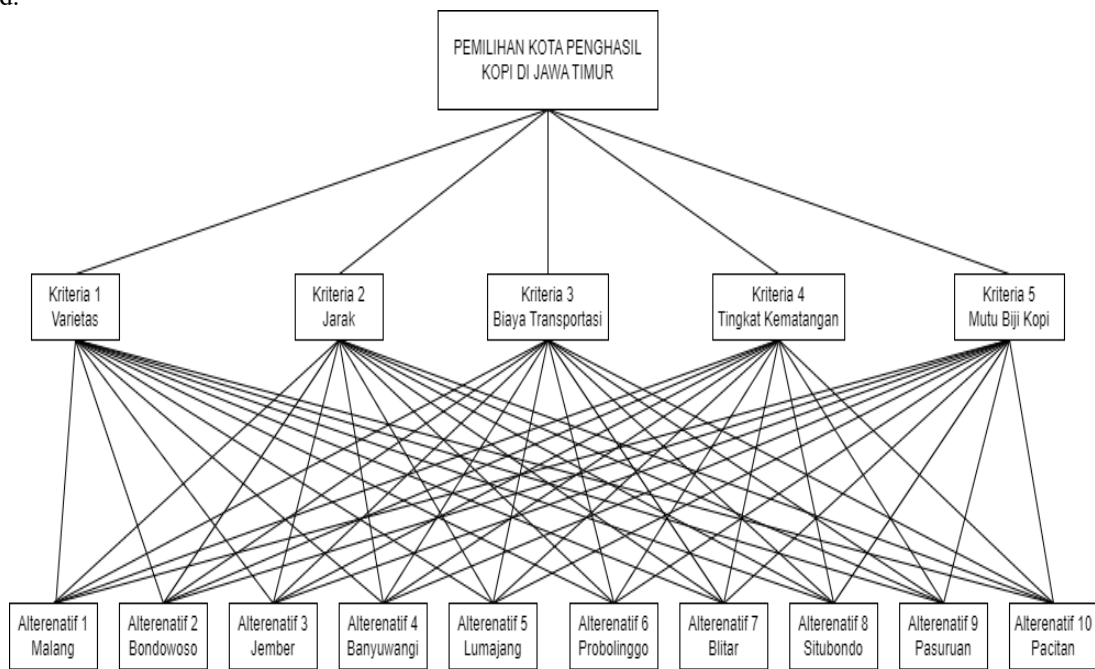 d.
PEMILIHAN KOTA PENGHASIL
KOPI DI JAWA TIMUR
Kriteria 1
Varietas
Kriteria 2
Jarak
Kriteria 3
Biaya Transportasi
Kriteria 4
Tingkat Kematangan
Kriteria 5
Mutu Biji Kopi
Alterenatif 1
Malang
Alterenatif 2
Bondowoso
Alterenatif 3
Jember
Alterenatif 4
Banyuwangi
Alterenatif 5
Lumajang
Alterenatif 6
Probolinggo
Alterenatif 7
Blitar
Alterenatif 8
Situbondo
Alterenatif 9
Pasuruan
Alterenatif 10
Pacitan